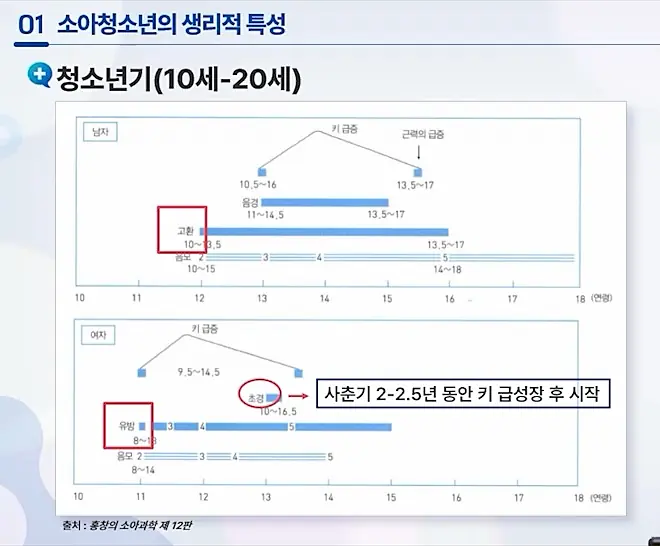 01 소아청소년의 생리적 특성
청소년기(10세-20세)
남자
키 급증
근력의 급증
10.5~16
13.5~17
음경
11~14.5
13.5~17
고환
10~13.5
13.5~17
음모 2 3 4 5
10~15
14~18
10 11 12 13 14 15 16 17 18 (연령)
여자
키 급증
9.5~14.5
초경
사춘기 2-2.5년 동안 키 급성장 후 시작
10~16.5
유방 3 4 5
8~13
음모 2 3 4 5
8~14
10 11 12 13 14 15 16 17 18 (연령)
출처 : 홍창의 소아과학 제 12판